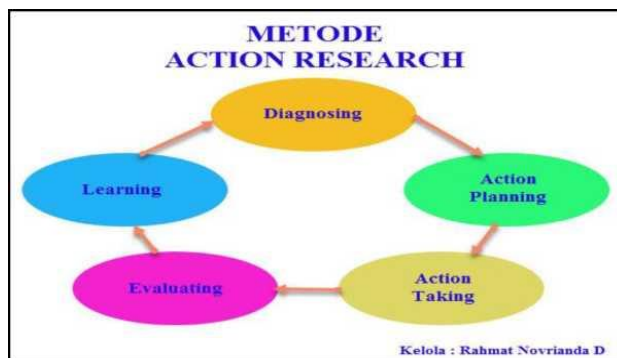 METODE
ACTION RESEARCH
Diagnosing
Action
Planning
Action
Taking
Evaluating
Learning
Kelola : Rahmat Novrianda D